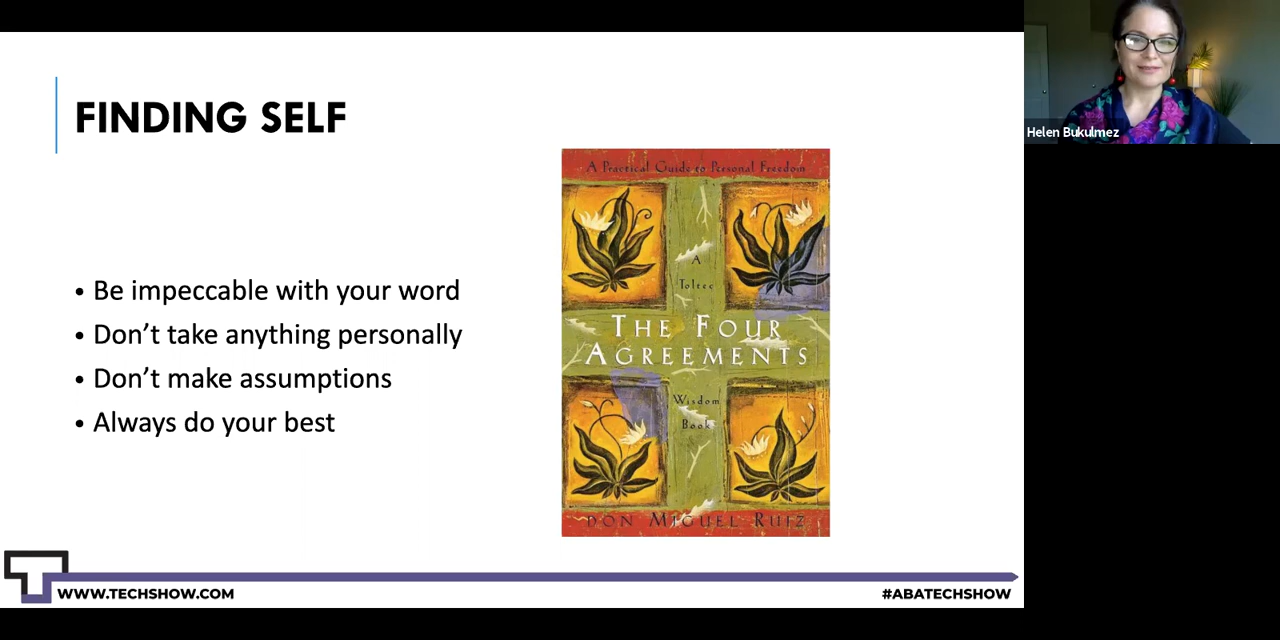 FINDING SELF
• Be impeccable with your word
• Don’t take anything personally
• Don’t make assumptions
• Always do your best
A Practical Guide to Personal Freedom
A
Toltec
THE FOUR
AGREEMENTS
Wisdom
Book
DON MIGUEL RUIZ
WWW.TECHSHOW.COM
#ABATECHSHOW
Helen Bukulmez